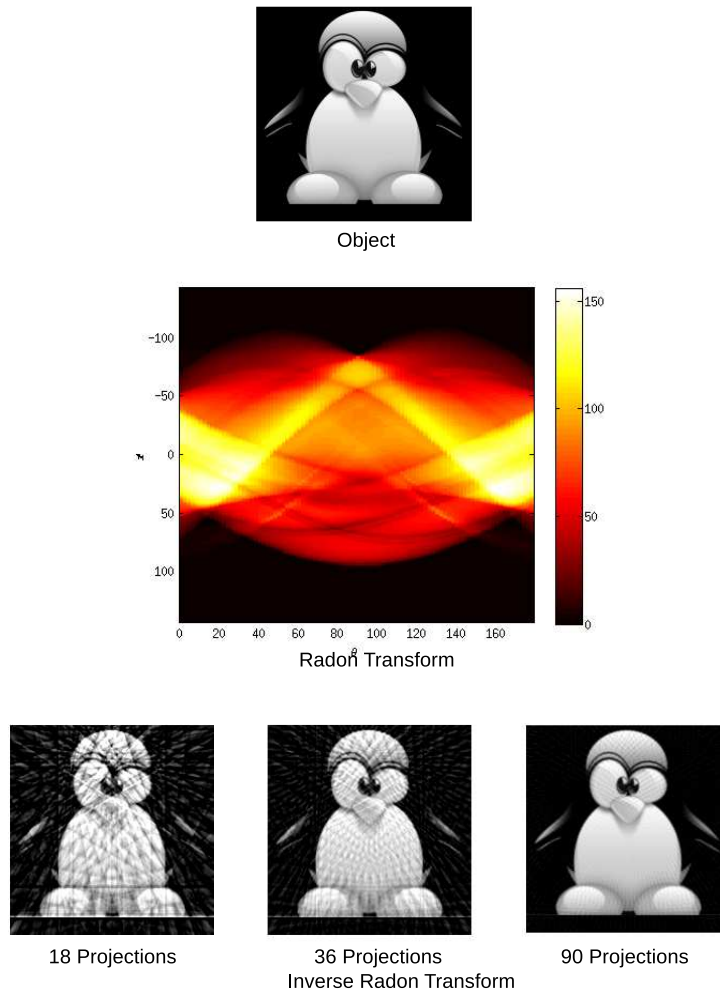 Object
-100
-50
0
50
100
150
100
50
0
0 20 40 60 80 100 120 140 160
θ
Radon Transform
18 Projections 36 Projections 90 Projections
Inverse Radon Transform